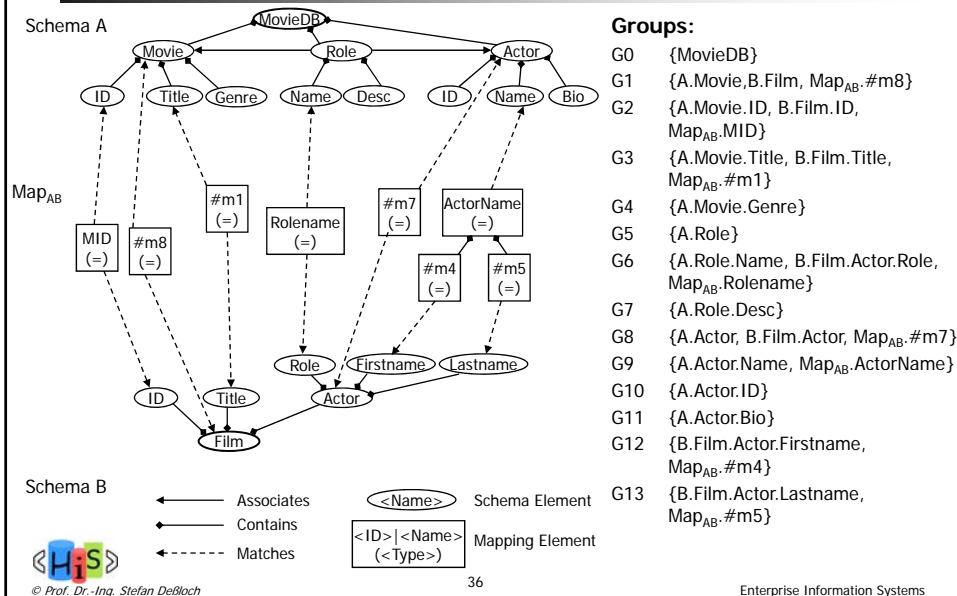 Schema A
MovieDB
Movie
Role
Actor
ID
Title
Genre
Name
Desc
ID
Name
Bio
Map_AB
MID
(=)
#m8
(=)
#m1
(=)
Rolename
(=)
#m7
(=)
ActorName
(=)
#m4
(=)
#m5
(=)
Role
Firstname
Lastname
ID
Title
Actor
Film
Schema B
Associates
Contains
Matches
<Name>
Schema Element
<ID>|<Name>
(<Type>)
Mapping Element
Groups:
G0 {MovieDB}
G1 {A.Movie,B.Film, Map_AB.#m8}
G2 {A.Movie.ID, B.Film.ID,
Map_AB.MID}
G3 {A.Movie.Title, B.Film.Title,
Map_AB.#m1}
G4 {A.Movie.Genre}
G5 {A.Role}
G6 {A.Role.Name, B.Film.Actor.Role,
Map_AB.Rolename}
G7 {A.Role.Desc}
G8 {A.Actor, B.Film.Actor, Map_AB.#m7}
G9 {A.Actor.Name, Map_AB.ActorName}
G10 {A.Actor.ID}
G11 {A.Actor.Bio}
G12 {B.Film.Actor.Firstname,
Map_AB.#m4}
G13 {B.Film.Actor.Lastname,
Map_AB.#m5}
HiS
© Prof. Dr.-Ing. Stefan Deßloch
36
Enterprise Information Systems